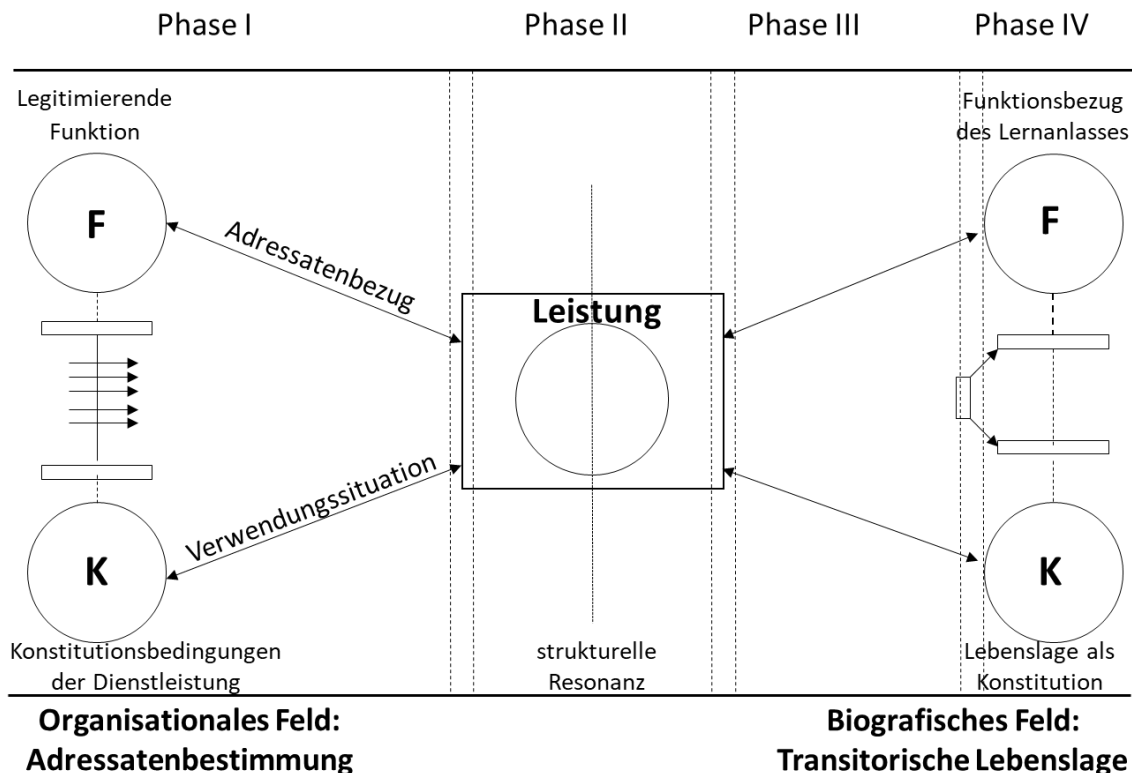 Phase I
Phase II
Phase III
Phase IV
Legitimierende
Funktion
F
Adressatenbezug
Verwendungssituation
K
Konstitutionsbedingungen
der Dienstleistung
Leistung
strukturelle
Resonanz
Funktionsbezug
des Lernanlasses
F
K
Lebenslage als
Konstitution
Organisationales Feld:
Adressatenbestimmung
Biografisches Feld:
Transitorische Lebenslage